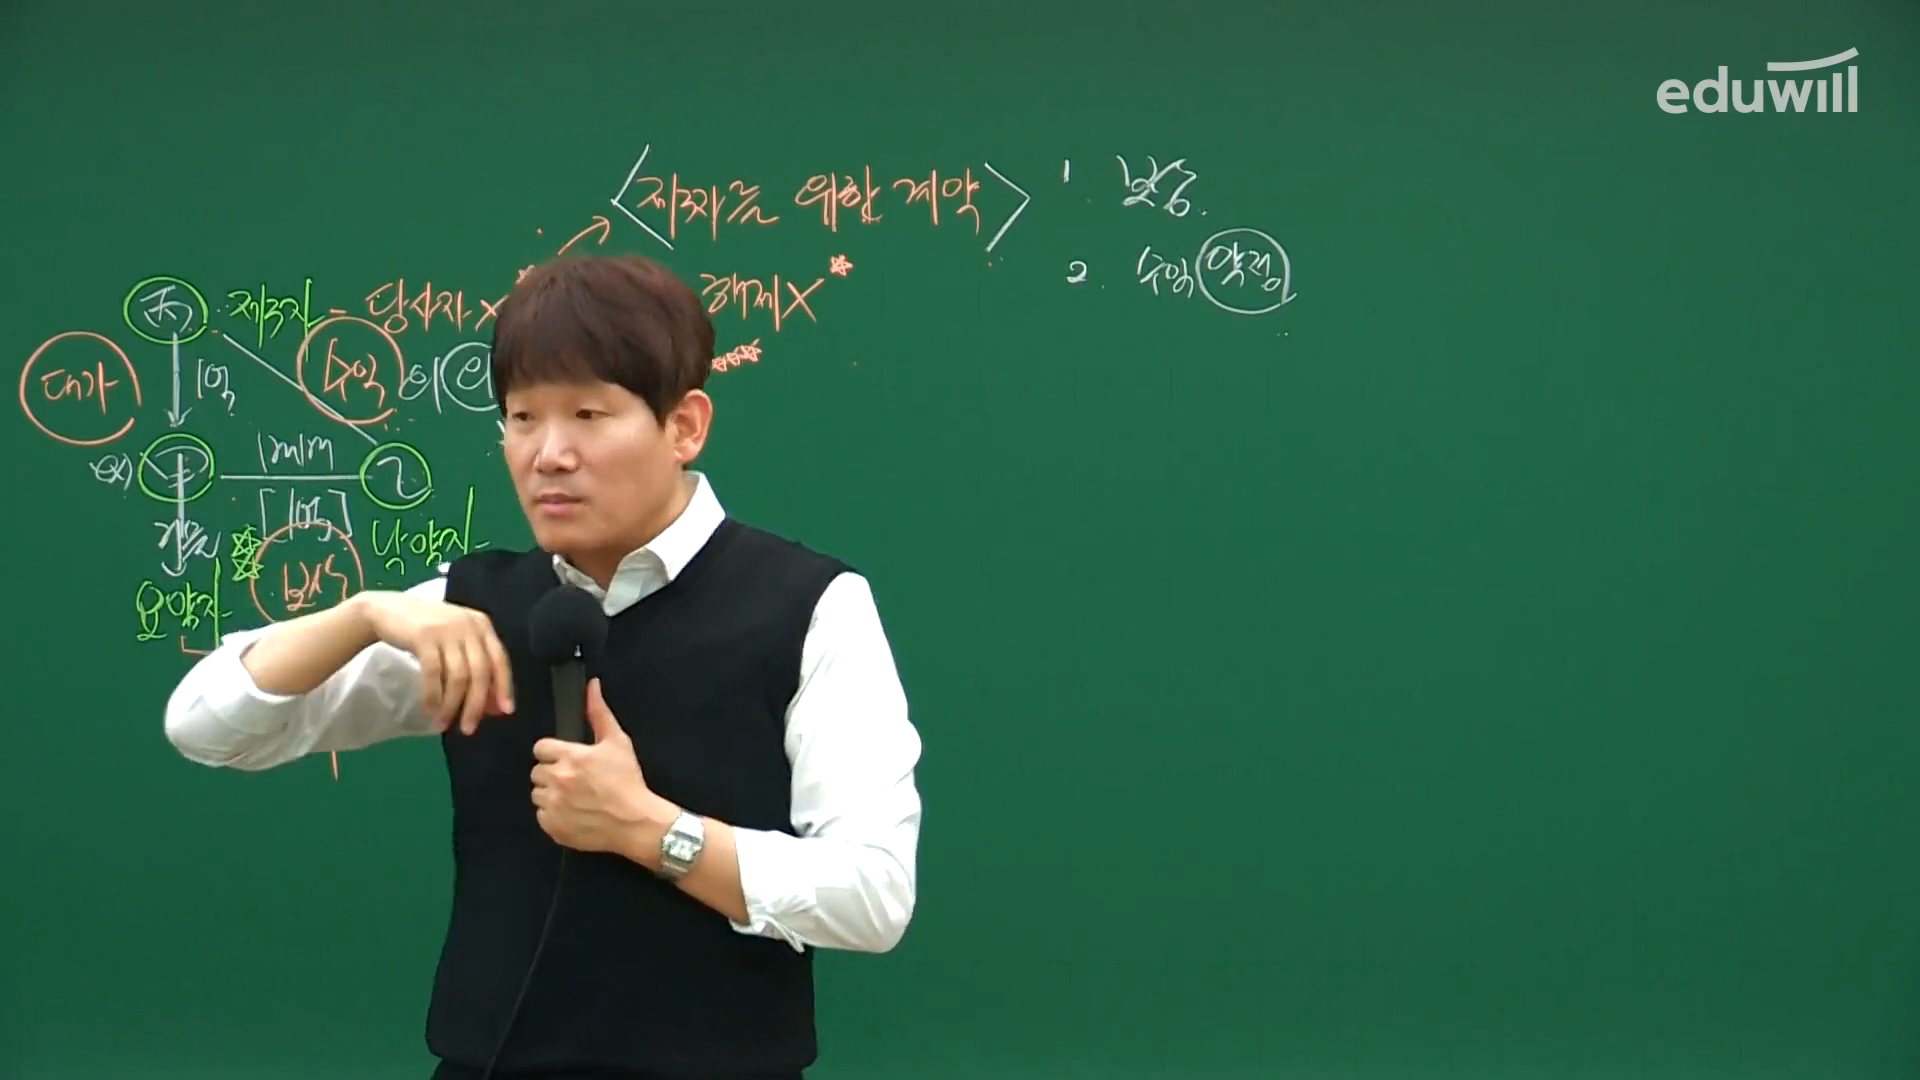 eduwill
<제3자를 위한 계약>
1. 보충.
2. 수익 약정
丙 제3자 - 당사자 X
해제X
대가
1억
수익
甲
매매
乙
[1억]
낙약자
보상
요약자